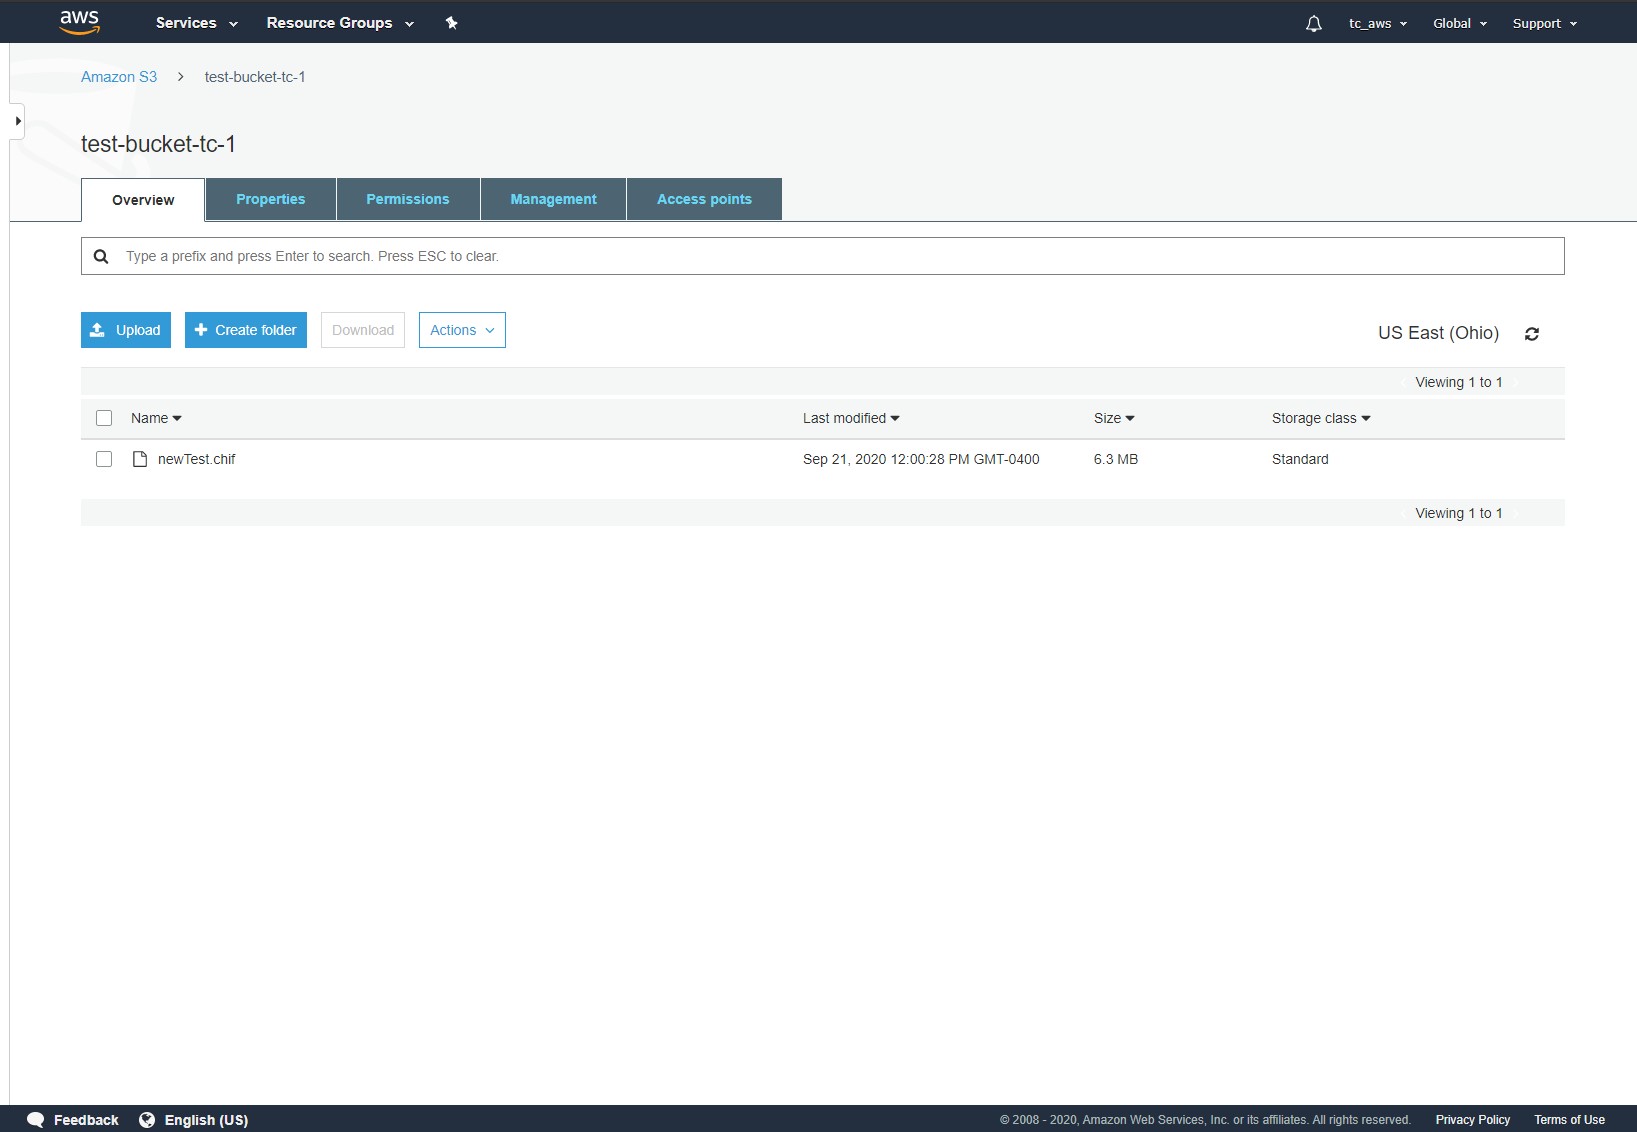 aws Services Resource Groups tc_aws Global Support
Amazon S3 > test-bucket-tc-1
test-bucket-tc-1
Overview Properties Permissions Management Access points
Type a prefix and press Enter to search. Press ESC to clear.
Upload Create folder Download Actions US East (Ohio)
Viewing 1 to 1
Name Last modified Size Storage class
newTest.chif Sep 21, 2020 12:00:28 PM GMT-0400 6.3 MB Standard
Viewing 1 to 1
Feedback English (US) © 2008 - 2020, Amazon Web Services, Inc. or its affiliates. All rights reserved. Privacy Policy Terms of Use